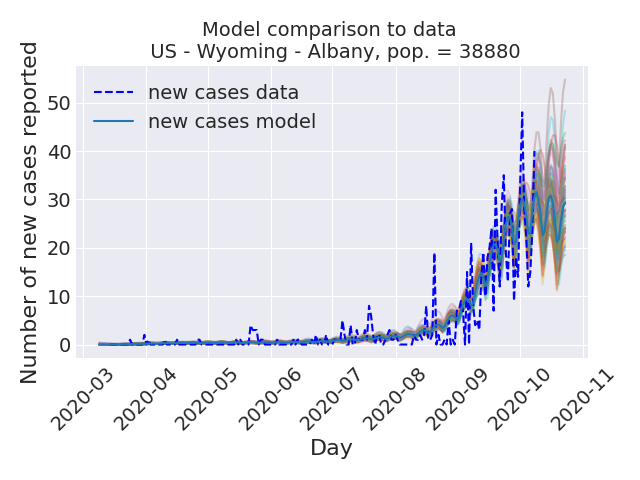 Model comparison to data
US - Wyoming - Albany, pop. = 38880
new cases data
new cases model
Number of new cases reported
50
40
30
20
10
0
2020-03
2020-04
2020-05
2020-06
2020-07
2020-08
2020-09
2020-10
2020-11
Day